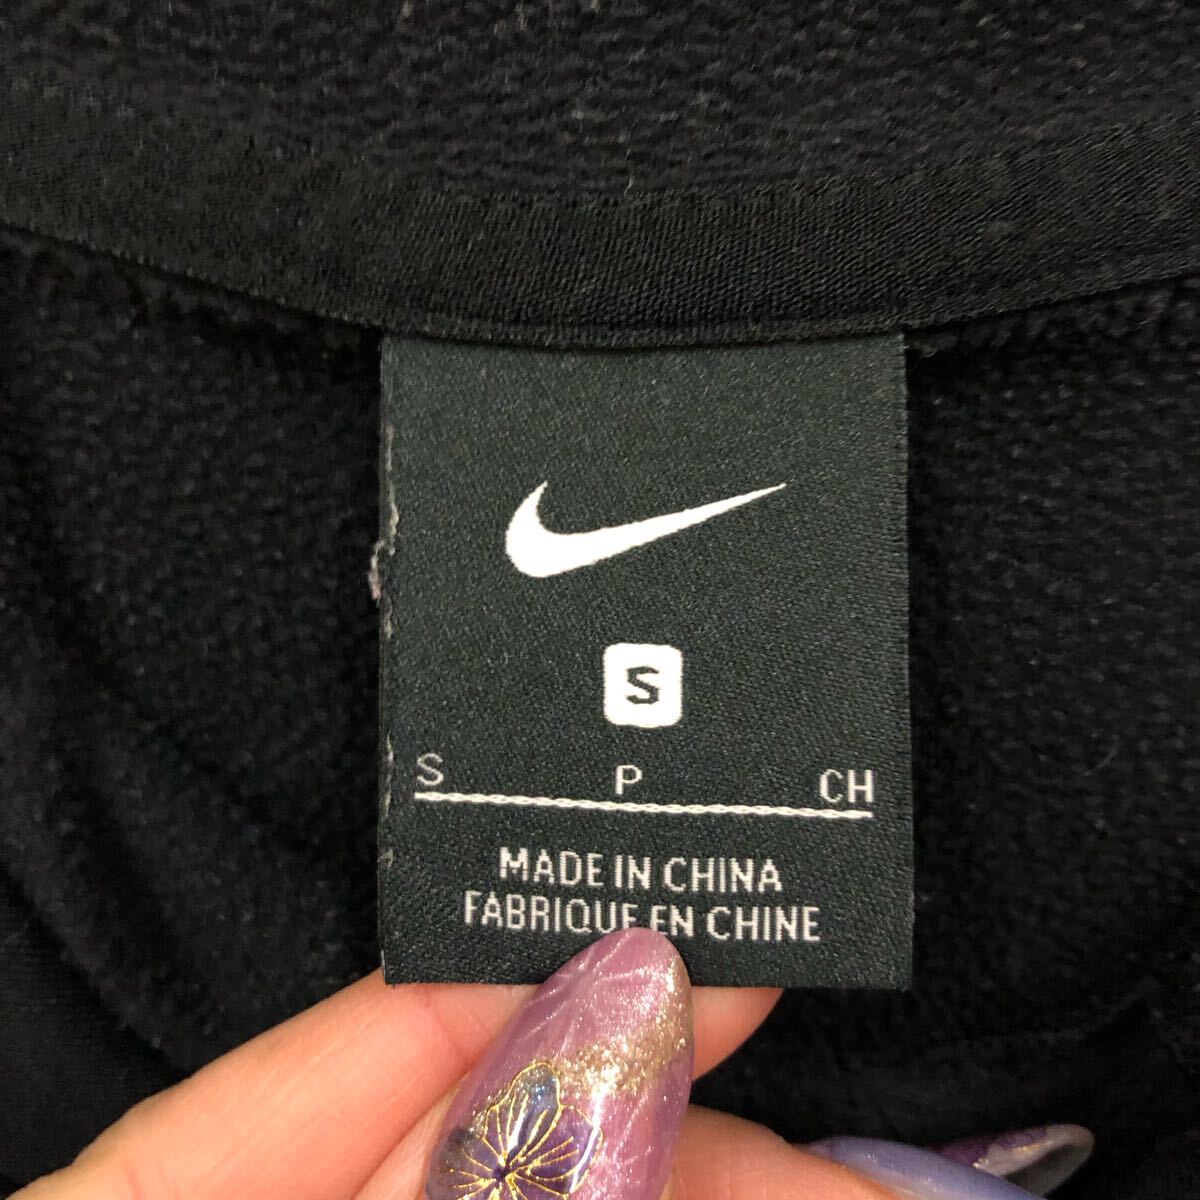 S
S P CH
MADE IN CHINA
FABRIQUE EN CHINE